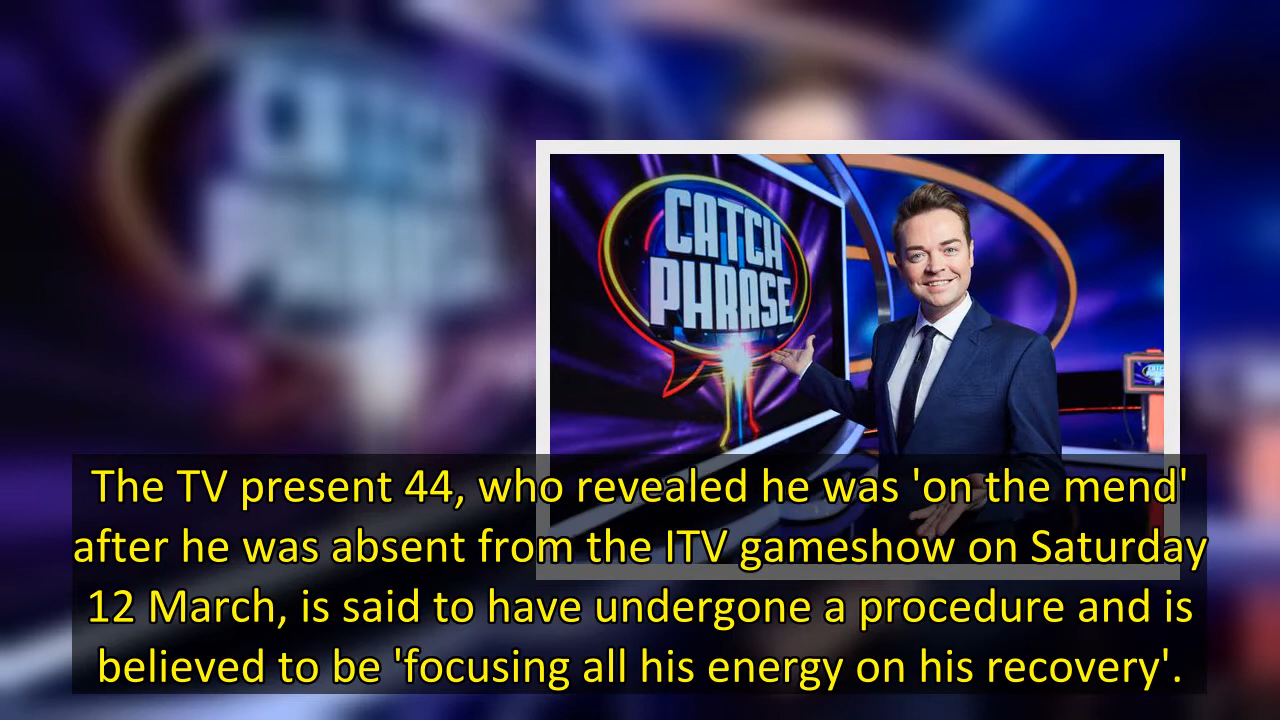 CATCH
PHRASE
The TV present 44, who revealed he was 'on the mend'
after he was absent from the ITV gameshow on Saturday
12 March, is said to have undergone a procedure and is
believed to be 'focusing all his energy on his recovery'.